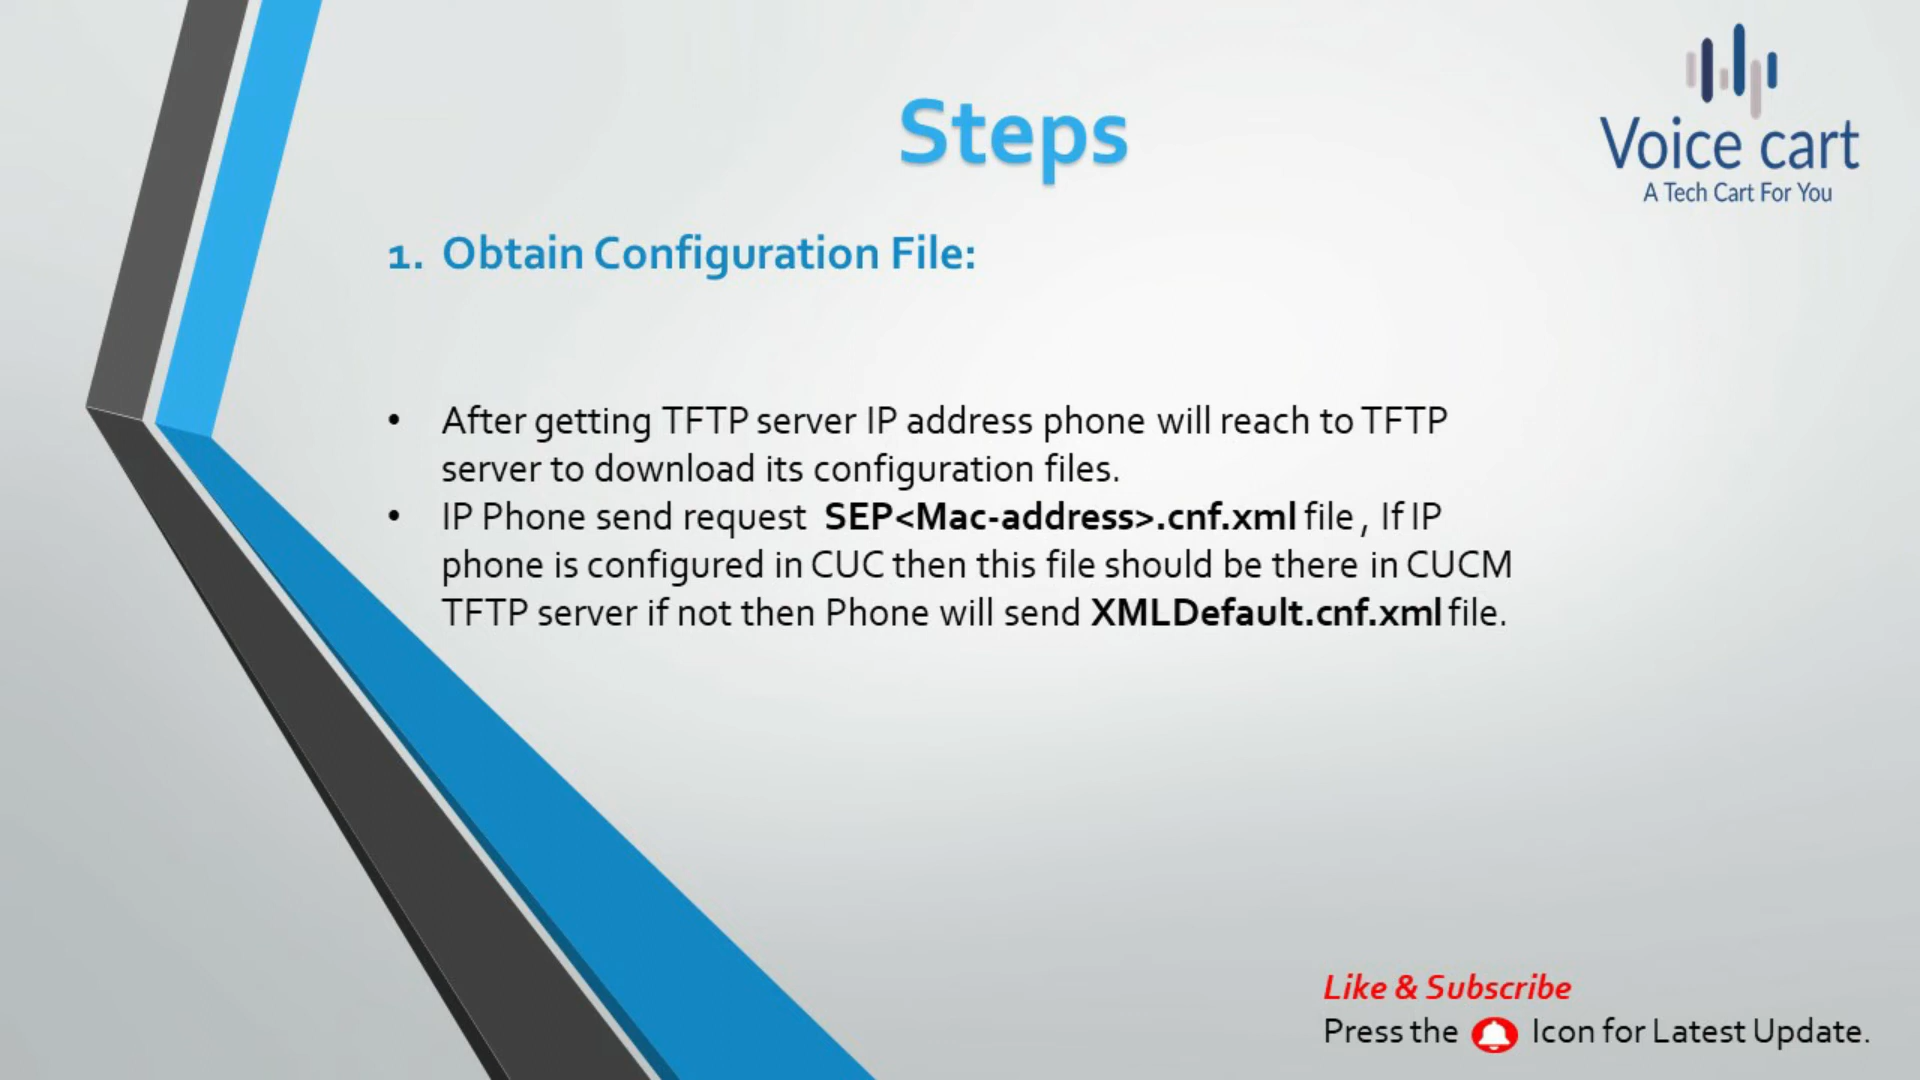 Steps
Voice cart
A Tech Cart For You
1. Obtain Configuration File:
• After getting TFTP server IP address phone will reach to TFTP
server to download its configuration files.
• IP Phone send request SEP<Mac-address>.cnf.xml file , If IP
phone is configured in CUC then this file should be there in CUCM
TFTP server if not then Phone will send XMLDefault.cnf.xml file.
Like & Subscribe
Press the Icon for Latest Update.